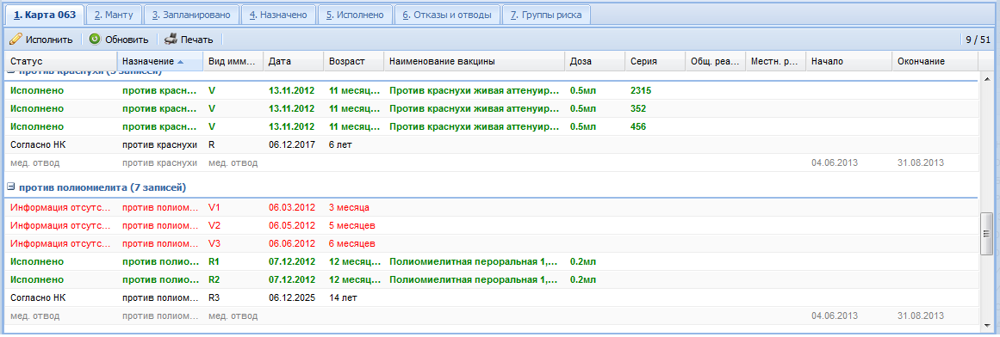 1. Карта 063 2. Манту 3. Запланировано 4. Назначено 5. Исполнено 6. Отказы и отводы 7. Группы риска
Исполнить Обновить Печать 9 / 51
Статус Назначение Вид имм... Дата Возраст Наименование вакцины Доза Серия Общ. реа... Местн. р... Начало Окончание
против краснухи (5 записей)
Исполнено против красн... V 13.11.2012 11 месяц... Против краснухи живая аттенуир... 0.5мл 2315
Исполнено против красн... V 13.11.2012 11 месяц... Против краснухи живая аттенуир... 0.5мл 352
Исполнено против красн... V 13.11.2012 11 месяц... Против краснухи живая аттенуир... 0.5мл 456
Согласно НК против краснухи R 06.12.2017 6 лет
мед. отвод против краснухи мед. отвод 04.06.2013 31.08.2013
против полиомиелита (7 записей)
Информация отсутс... против полиом... V1 06.03.2012 3 месяца
Информация отсутс... против полиом... V2 06.05.2012 5 месяцев
Информация отсутс... против полиом... V3 06.06.2012 6 месяцев
Исполнено против полио... R1 07.12.2012 12 месяц... Полиомиелитная пероральная 1,... 0.2мл
Исполнено против полио... R2 07.12.2012 12 месяц... Полиомиелитная пероральная 1,... 0.2мл
Согласно НК против полиом... R3 06.12.2025 14 лет
мед. отвод против полиом... мед. отвод 04.06.2013 31.08.2013